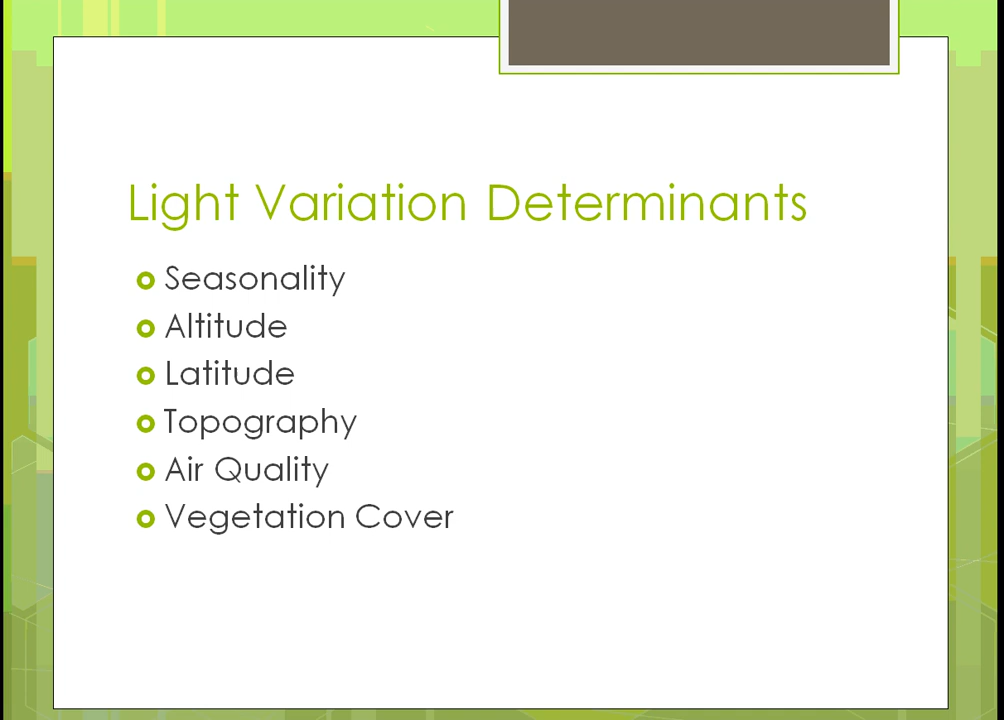 Light Variation Determinants
Seasonality
Altitude
Latitude
Topography
Air Quality
Vegetation Cover